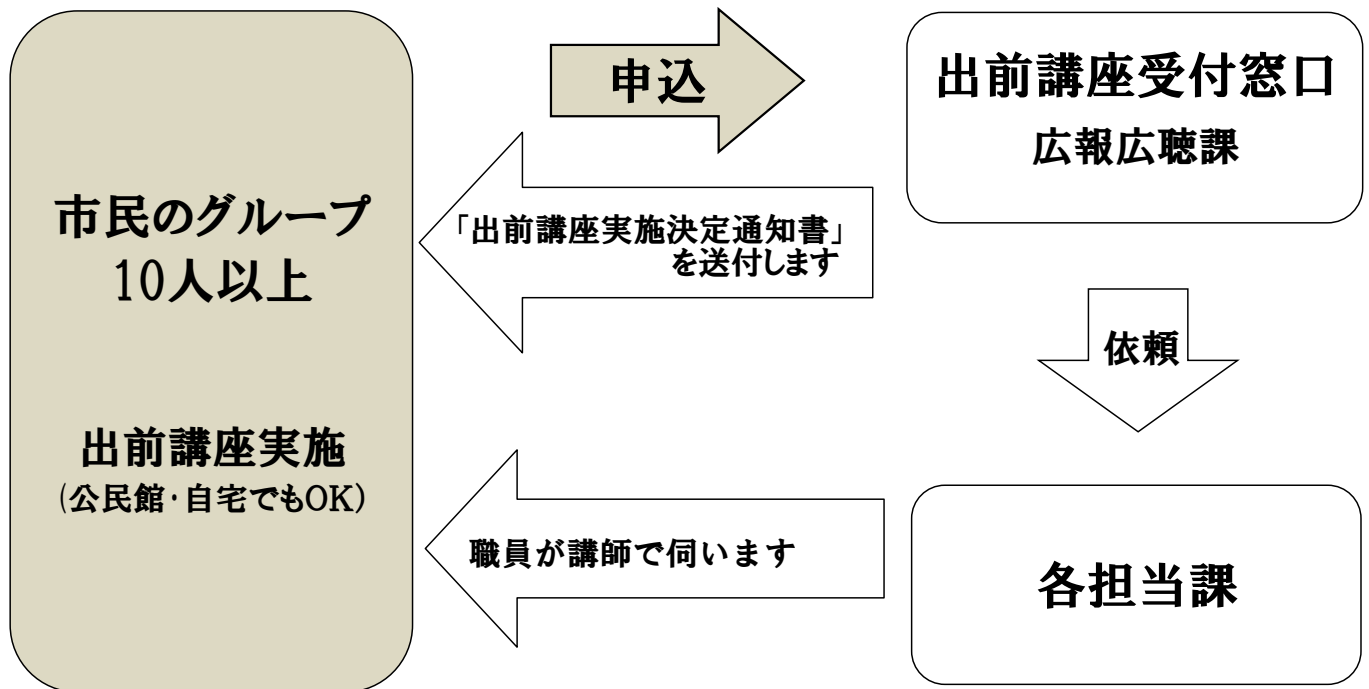 申込
出前講座受付窓口
広報広聴課
市民のグループ
10人以上
「出前講座実施決定通知書」
を送付します
依頼
出前講座実施
(公民館・自宅でもOK)
職員が講師で伺います
各担当課